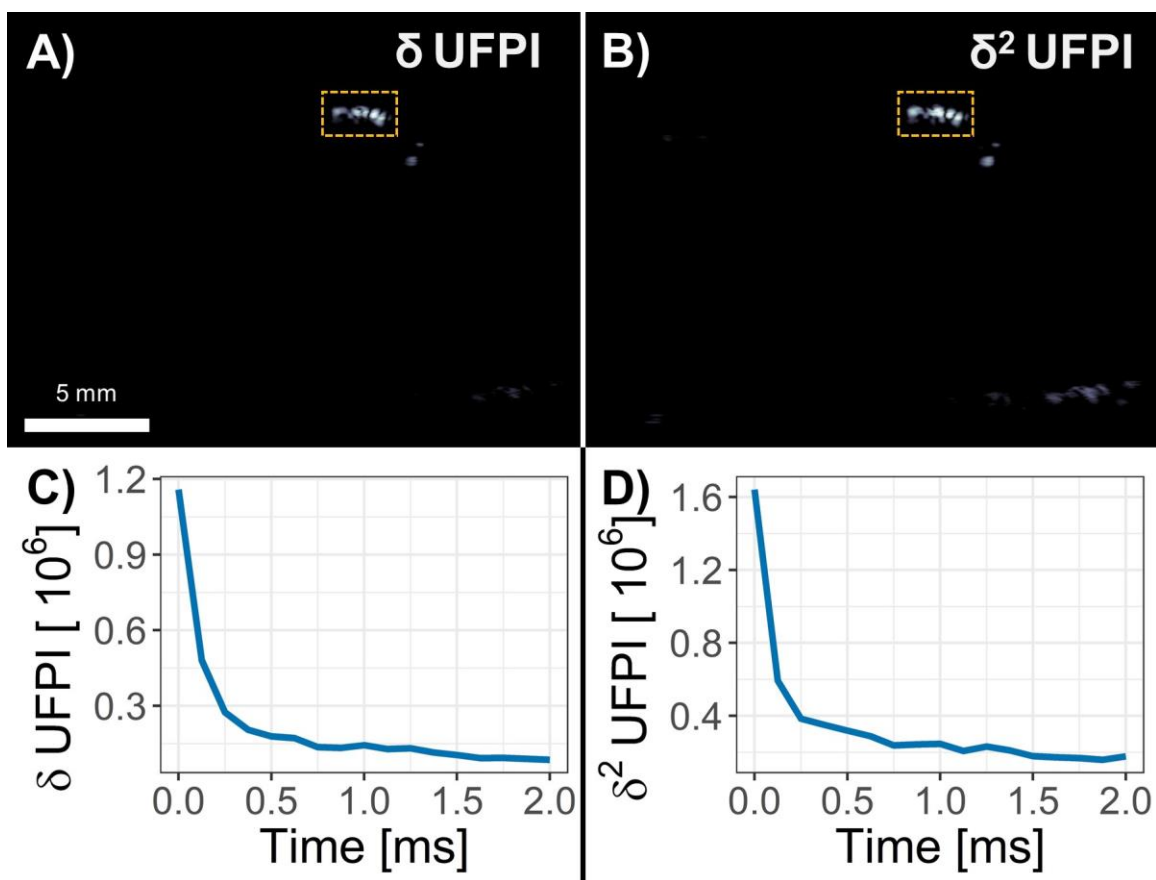 A) δ UFPI
B) δ² UFPI
5 mm
C)
δ UFPI [ 10⁶]
1.2
0.9
0.6
0.3
0.0 0.5 1.0 1.5 2.0
Time [ms]
D)
δ² UFPI [ 10⁶]
1.6
1.2
0.8
0.4
0.0 0.5 1.0 1.5 2.0
Time [ms]